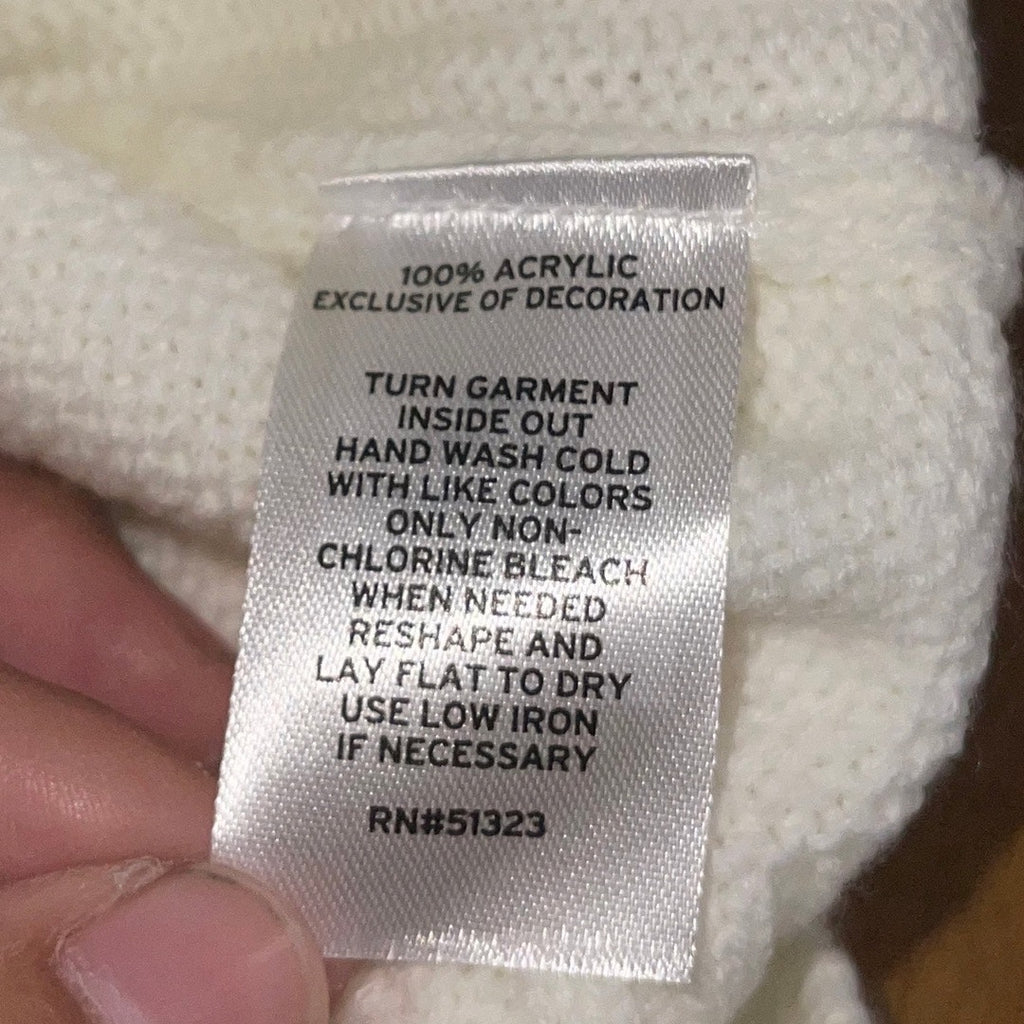 100% ACRYLIC
EXCLUSIVE OF DECORATION
TURN GARMENT
INSIDE OUT
HAND WASH COLD
WITH LIKE COLORS
ONLY NON-
CHLORINE BLEACH
WHEN NEEDED
RESHAPE AND
LAY FLAT TO DRY
USE LOW IRON
IF NECESSARY
RN#51323